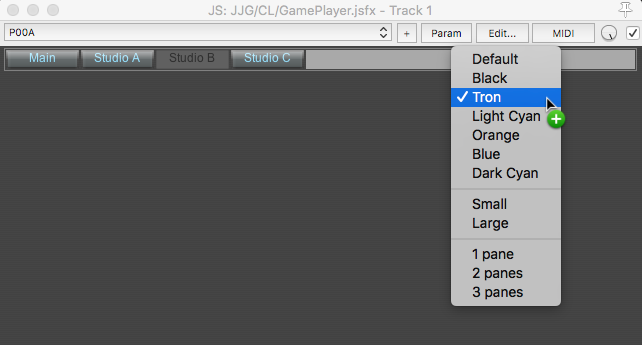 JS: JJG/CL/GamePlayer.jsfx - Track 1
P00A + Param Edit... MIDI
Main Studio A Studio B Studio C
Default
Black
✓ Tron
Light Cyan
Orange
Blue
Dark Cyan
Small
Large
1 pane
2 panes
3 panes